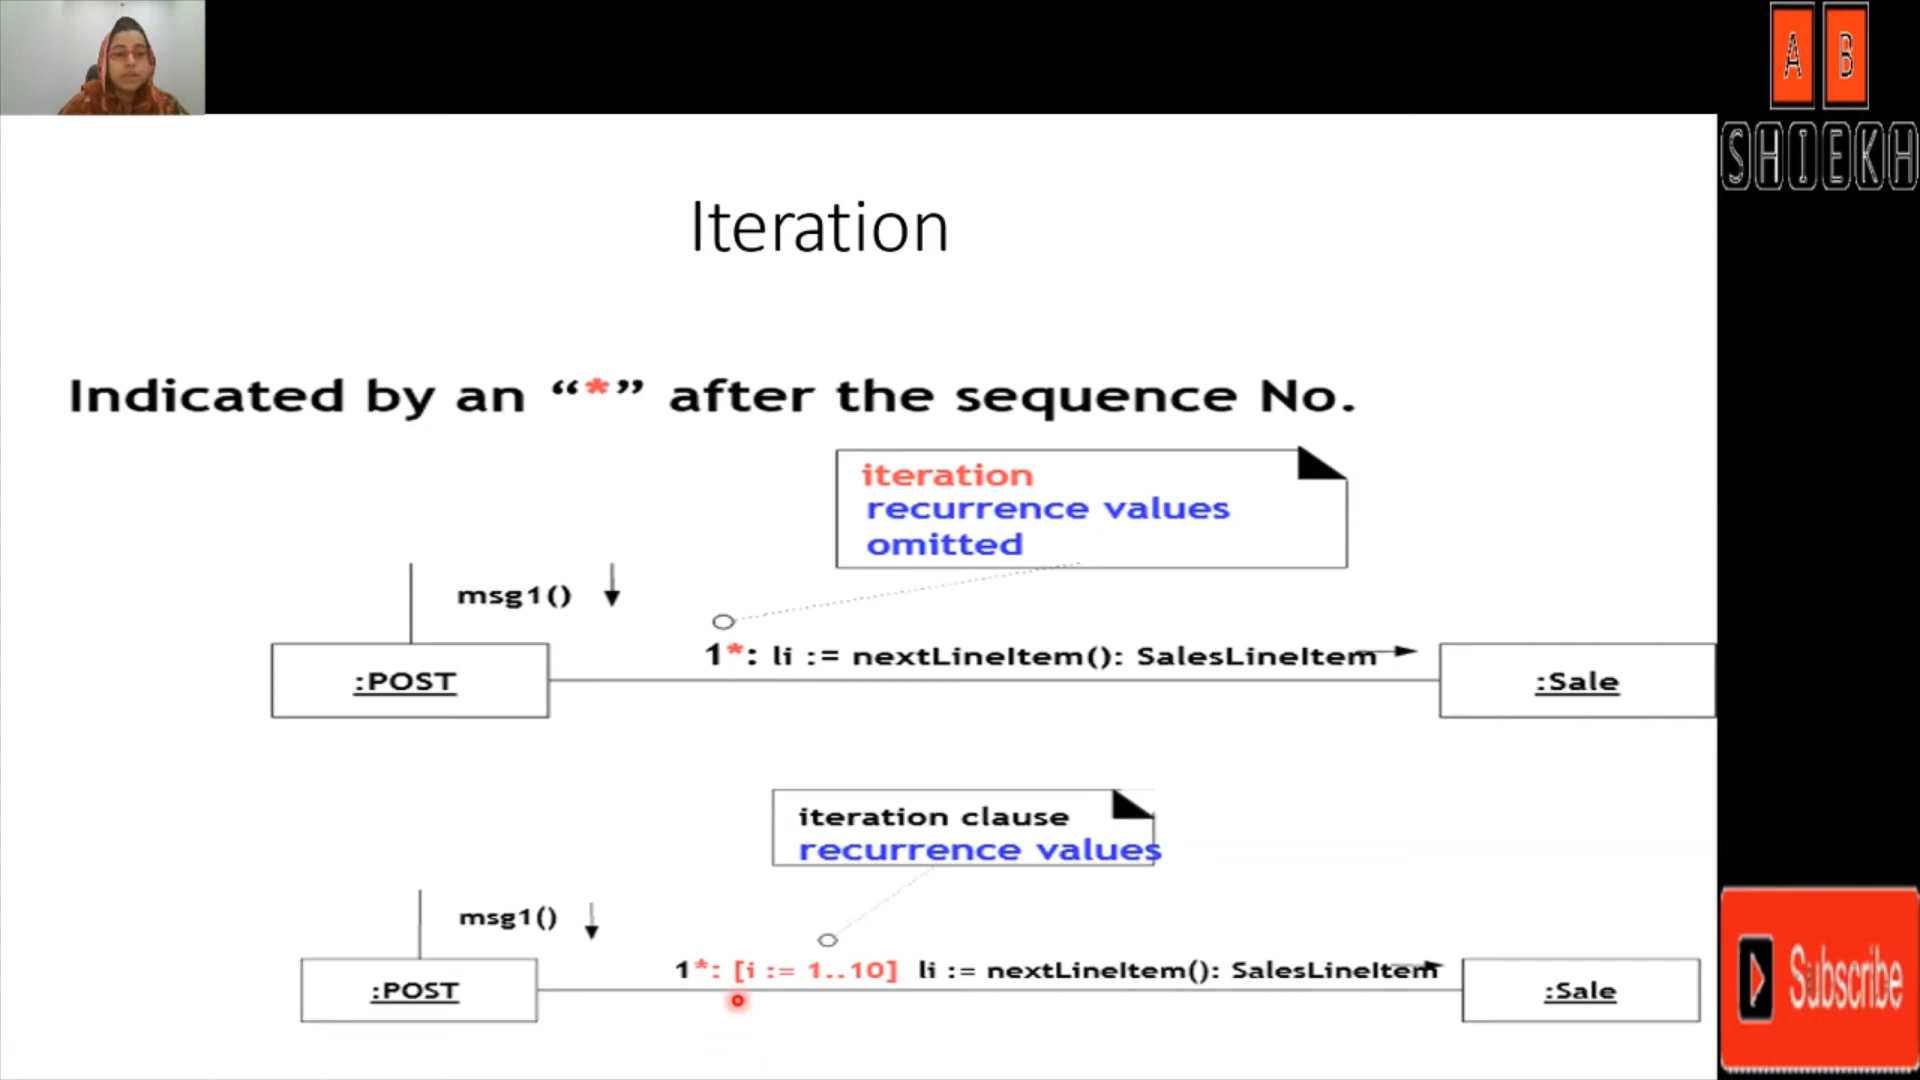 A B
SHIEKH
Iteration
Indicated by an “*” after the sequence No.
iteration
recurrence values
omitted
msg1()
1*: li := nextLineItem(): SalesLineItem
:POST
:Sale
iteration clause
recurrence values
msg1()
1*: [i := 1..10] li := nextLineItem(): SalesLineItem
:POST
:Sale
Subscribe